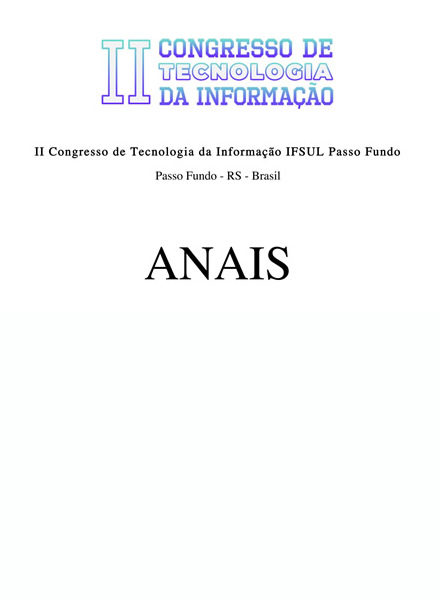 II CONGRESSO DE
TECNOLOGIA
DA INFORMAÇÃO
II Congresso de Tecnologia da Informação IFSUL Passo Fundo
Passo Fundo - RS - Brasil
ANAIS